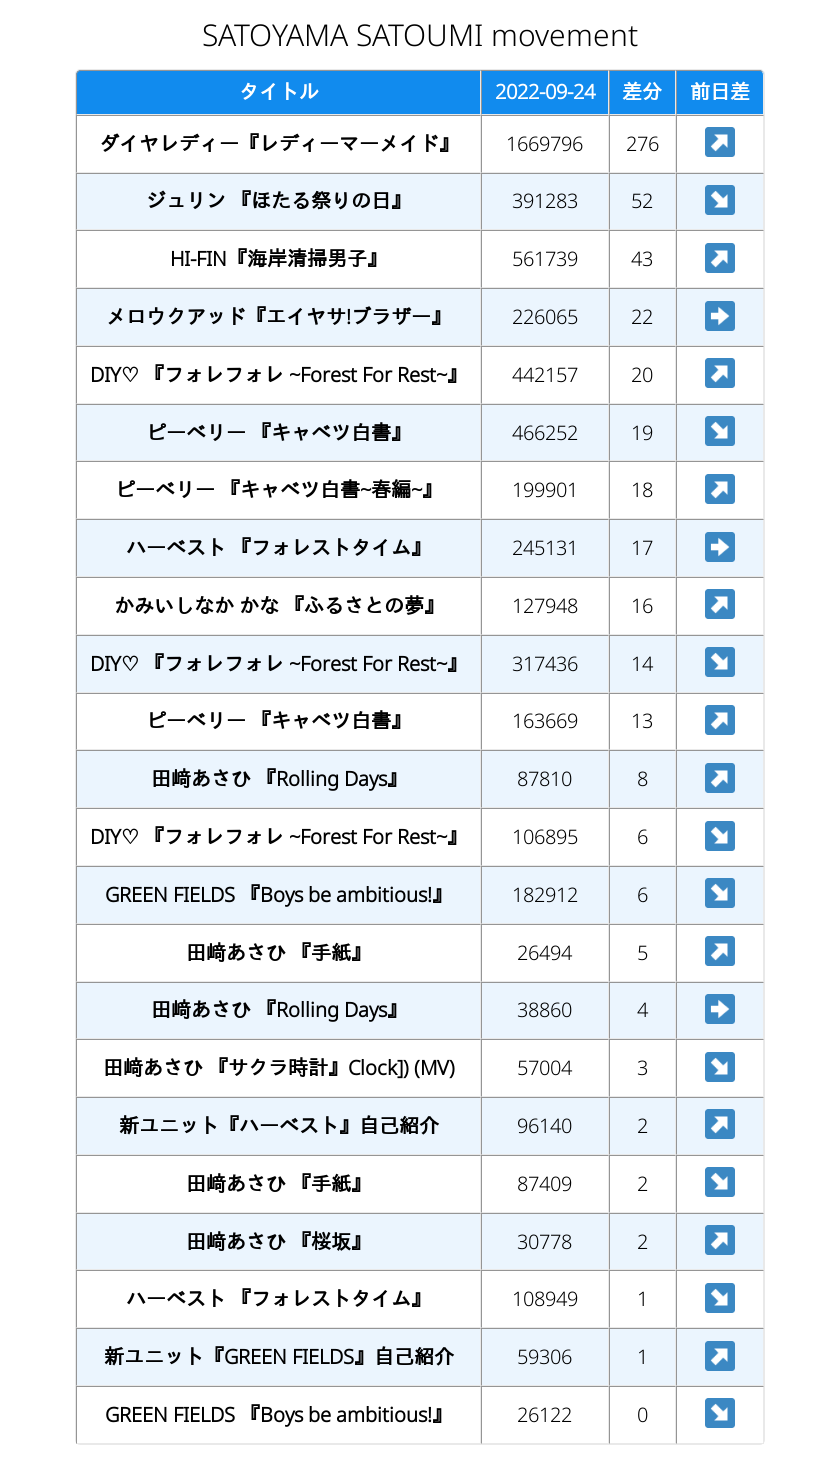 SATOYAMA SATOUMI movement
タイトル 2022-09-24 差分 前日差
ダイヤレディー『レディーマーメイド』 1669796 276 ↗
ジュリン 『ほたる祭りの日』 391283 52 ↘
HI-FIN『海岸清掃男子』 561739 43 ↗
メロウクアッド『エイヤサ!ブラザー』 226065 22 ➡
DIY♡ 『フォレフォレ ~Forest For Rest~』 442157 20 ↗
ピーベリー 『キャベツ白書』 466252 19 ↘
ピーベリー 『キャベツ白書~春編~』 199901 18 ↗
ハーベスト 『フォレストタイム』 245131 17 ➡
かみいしなか かな 『ふるさとの夢』 127948 16 ↗
DIY♡ 『フォレフォレ ~Forest For Rest~』 317436 14 ↘
ピーベリー 『キャベツ白書』 163669 13 ↗
田﨑あさひ 『Rolling Days』 87810 8 ↗
DIY♡ 『フォレフォレ ~Forest For Rest~』 106895 6 ↘
GREEN FIELDS 『Boys be ambitious!』 182912 6 ↘
田﨑あさひ 『手紙』 26494 5 ↗
田﨑あさひ 『Rolling Days』 38860 4 ➡
田﨑あさひ 『サクラ時計』Clock]) (MV) 57004 3 ↘
新ユニット『ハーベスト』自己紹介 96140 2 ↗
田﨑あさひ 『手紙』 87409 2 ↘
田﨑あさひ 『桜坂』 30778 2 ↗
ハーベスト 『フォレストタイム』 108949 1 ↘
新ユニット『GREEN FIELDS』自己紹介 59306 1 ↗
GREEN FIELDS 『Boys be ambitious!』 26122 0 ↘